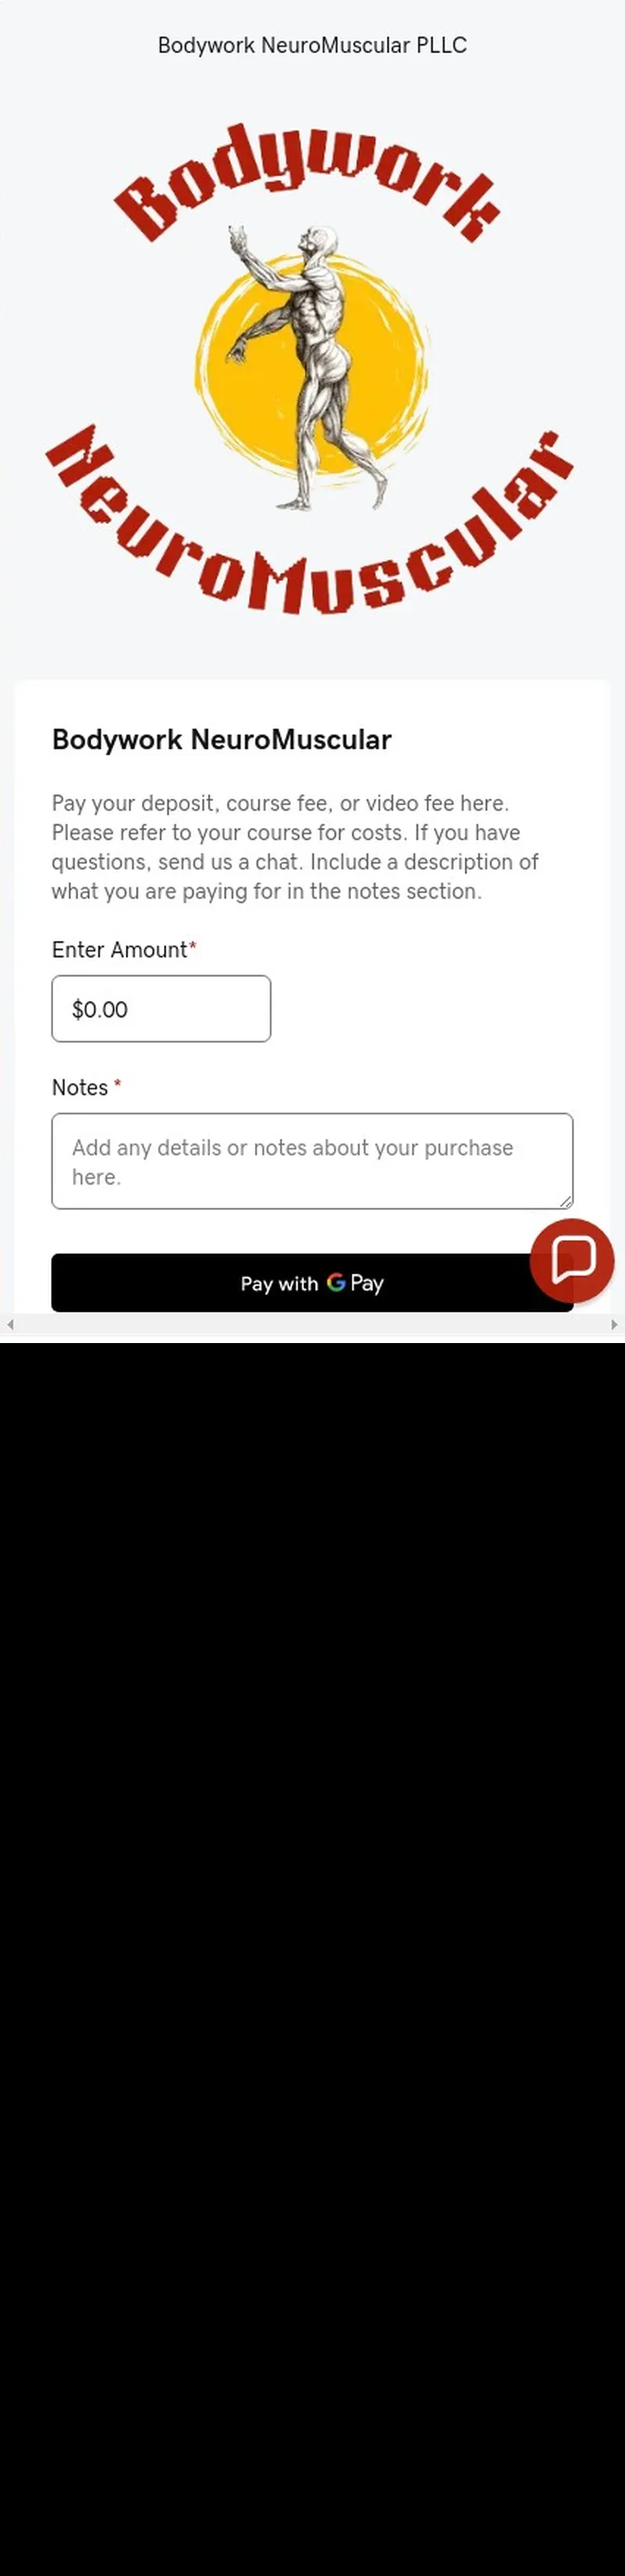 Bodywork NeuroMuscular PLLC
Bodywork
NeuroMuscular
Bodywork NeuroMuscular
Pay your deposit, course fee, or video fee here.
Please refer to your course for costs. If you have
questions, send us a chat. Include a description of
what you are paying for in the notes section.
Enter Amount*
$0.00
Notes *
Add any details or notes about your purchase
here.
Pay with G Pay